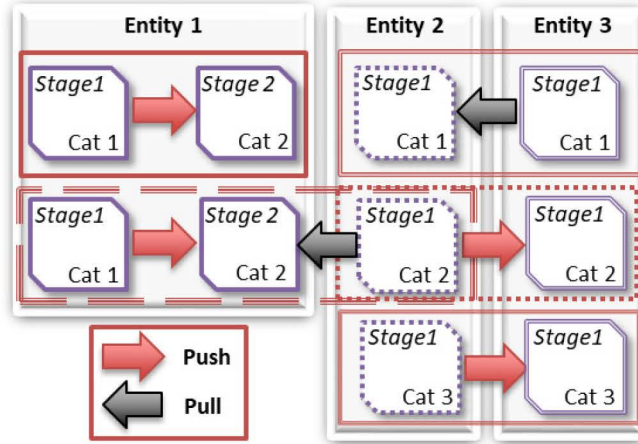 Entity 1
Entity 2
Entity 3
Stage1
Cat 1
Stage 2
Cat 2
Stage1
Cat 1
Stage1
Cat 1
Stage1
Cat 1
Stage 2
Cat 2
Stage1
Cat 2
Stage1
Cat 2
Stage1
Cat 3
Stage1
Cat 3
Push
Pull